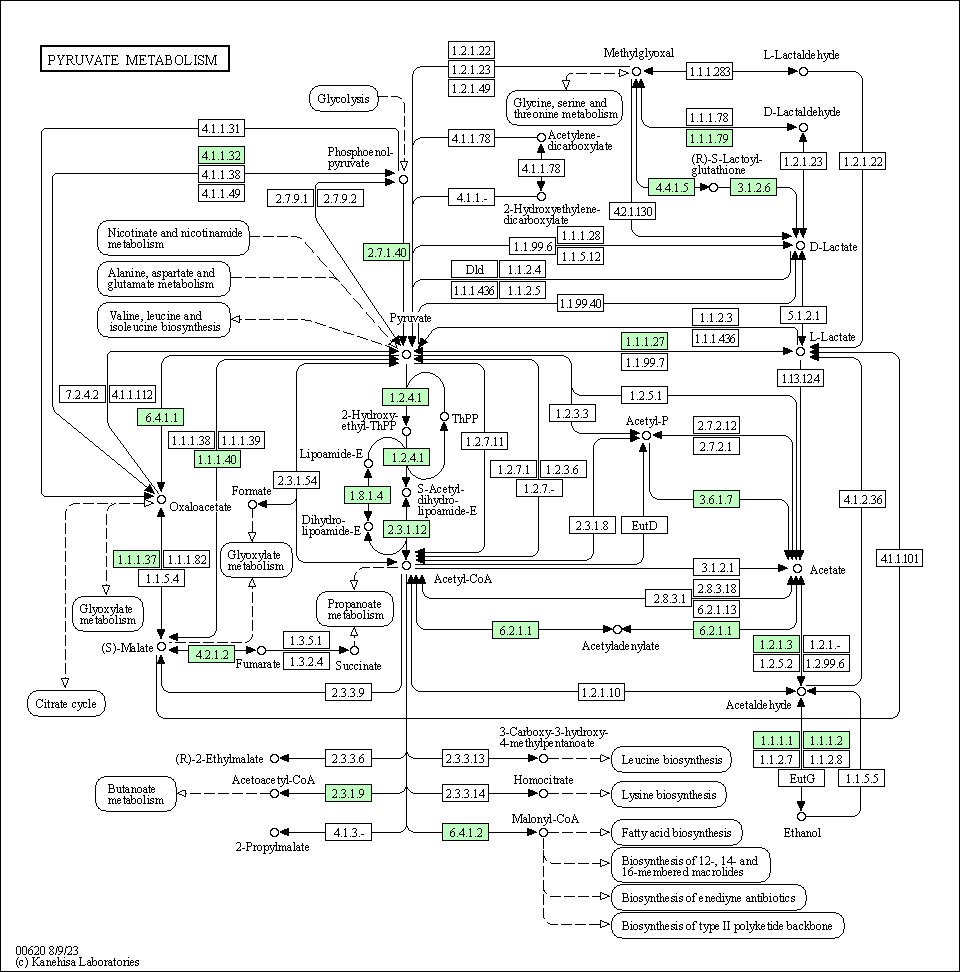 PYRUVATE METABOLISM
1.2.1.22
1.2.1.23
1.2.1.49
Methylglyoxal
1.1.1.283
L-Lactaldehyde
Glycolysis
Glycine, serine and
threonine metabolism
1.1.1.78
1.1.1.79
D-Lactaldehyde
4.1.1.31
4.1.1.32
4.1.1.38
4.1.1.49
Phosphoenol-
pyruvate
4.1.1.78
Acetylene-
dicarboxylate
4.1.1.78
(R)-S-Lactoyl-
glutathione
1.2.1.23
1.2.1.22
4.4.1.5
3.1.2.6
2.7.9.1
2.7.9.2
4.1.1.-
2-Hydroxyethylene-
dicarboxylate
4.2.1.130
Nicotinate and nicotinamide
metabolism
2.7.1.40
1.1.99.6
1.1.1.28
1.1.5.12
D-Lactate
Alanine, aspartate and
glutamate metabolism
Dld
1.1.2.4
1.1.1.436
1.1.2.5
1.1.99.40
Valine, leucine and
isoleucine biosynthesis
Pyruvate
1.1.2.3
1.1.1.436
5.1.2.1
L-Lactate
1.1.1.27
1.1.99.7
1.13.12.4
7.2.4.2
4.1.1.112
6.4.1.1
1.2.4.1
2-Hydroxy-
ethyl-ThPP
ThPP
1.2.3.3
1.2.5.1
Acetyl-P
2.7.2.12
2.7.2.1
1.1.1.38
1.1.1.39
1.1.1.40
1.2.7.11
Lipoamide-E
1.2.4.1
1.2.7.1
1.2.3.6
1.2.7.-
2.3.1.54
Formate
1.8.1.4
S-Acetyl-
dihydro-
lipoamide-E
Oxaloacetate
3.6.1.7
4.1.2.36
Dihydro-
lipoamide-E
2.3.1.12
2.3.1.8
EutD
1.1.1.37
1.1.1.82
1.1.5.4
Glyoxylate
metabolism
4.1.1.101
Acetyl-CoA
3.1.2.1
Acetate
2.8.3.18
2.8.3.1
6.2.1.13
Glyoxylate
metabolism
Propanoate
metabolism
6.2.1.1
Acetyladenylate
6.2.1.1
(S)-Malate
4.2.1.2
Fumarate
1.3.5.1
1.3.2.4
Succinate
1.2.1.3
1.2.1.-
1.2.5.2
1.2.99.6
Citrate cycle
2.3.3.9
1.2.1.10
Acetaldehyde
(R)-2-Ethylmalate
2.3.3.6
2.3.3.13
3-Carboxy-3-hydroxy-
4-methylpentanoate
Leucine biosynthesis
1.1.1.1
1.1.1.2
1.1.2.7
1.1.2.8
EutG
1.1.5.5
Butanoate
metabolism
Acetoacetyl-CoA
2.3.1.9
2.3.3.14
Homocitrate
Lysine biosynthesis
Ethanol
2-Propylmalate
4.1.3.-
6.4.1.2
Malonyl-CoA
Fatty acid biosynthesis
Biosynthesis of 12-, 14- and
16-membered macrolides
Biosynthesis of enediyne antibiotics
Biosynthesis of type II polyketide backbone
00620 8/9/23
(c) Kanehisa Laboratories